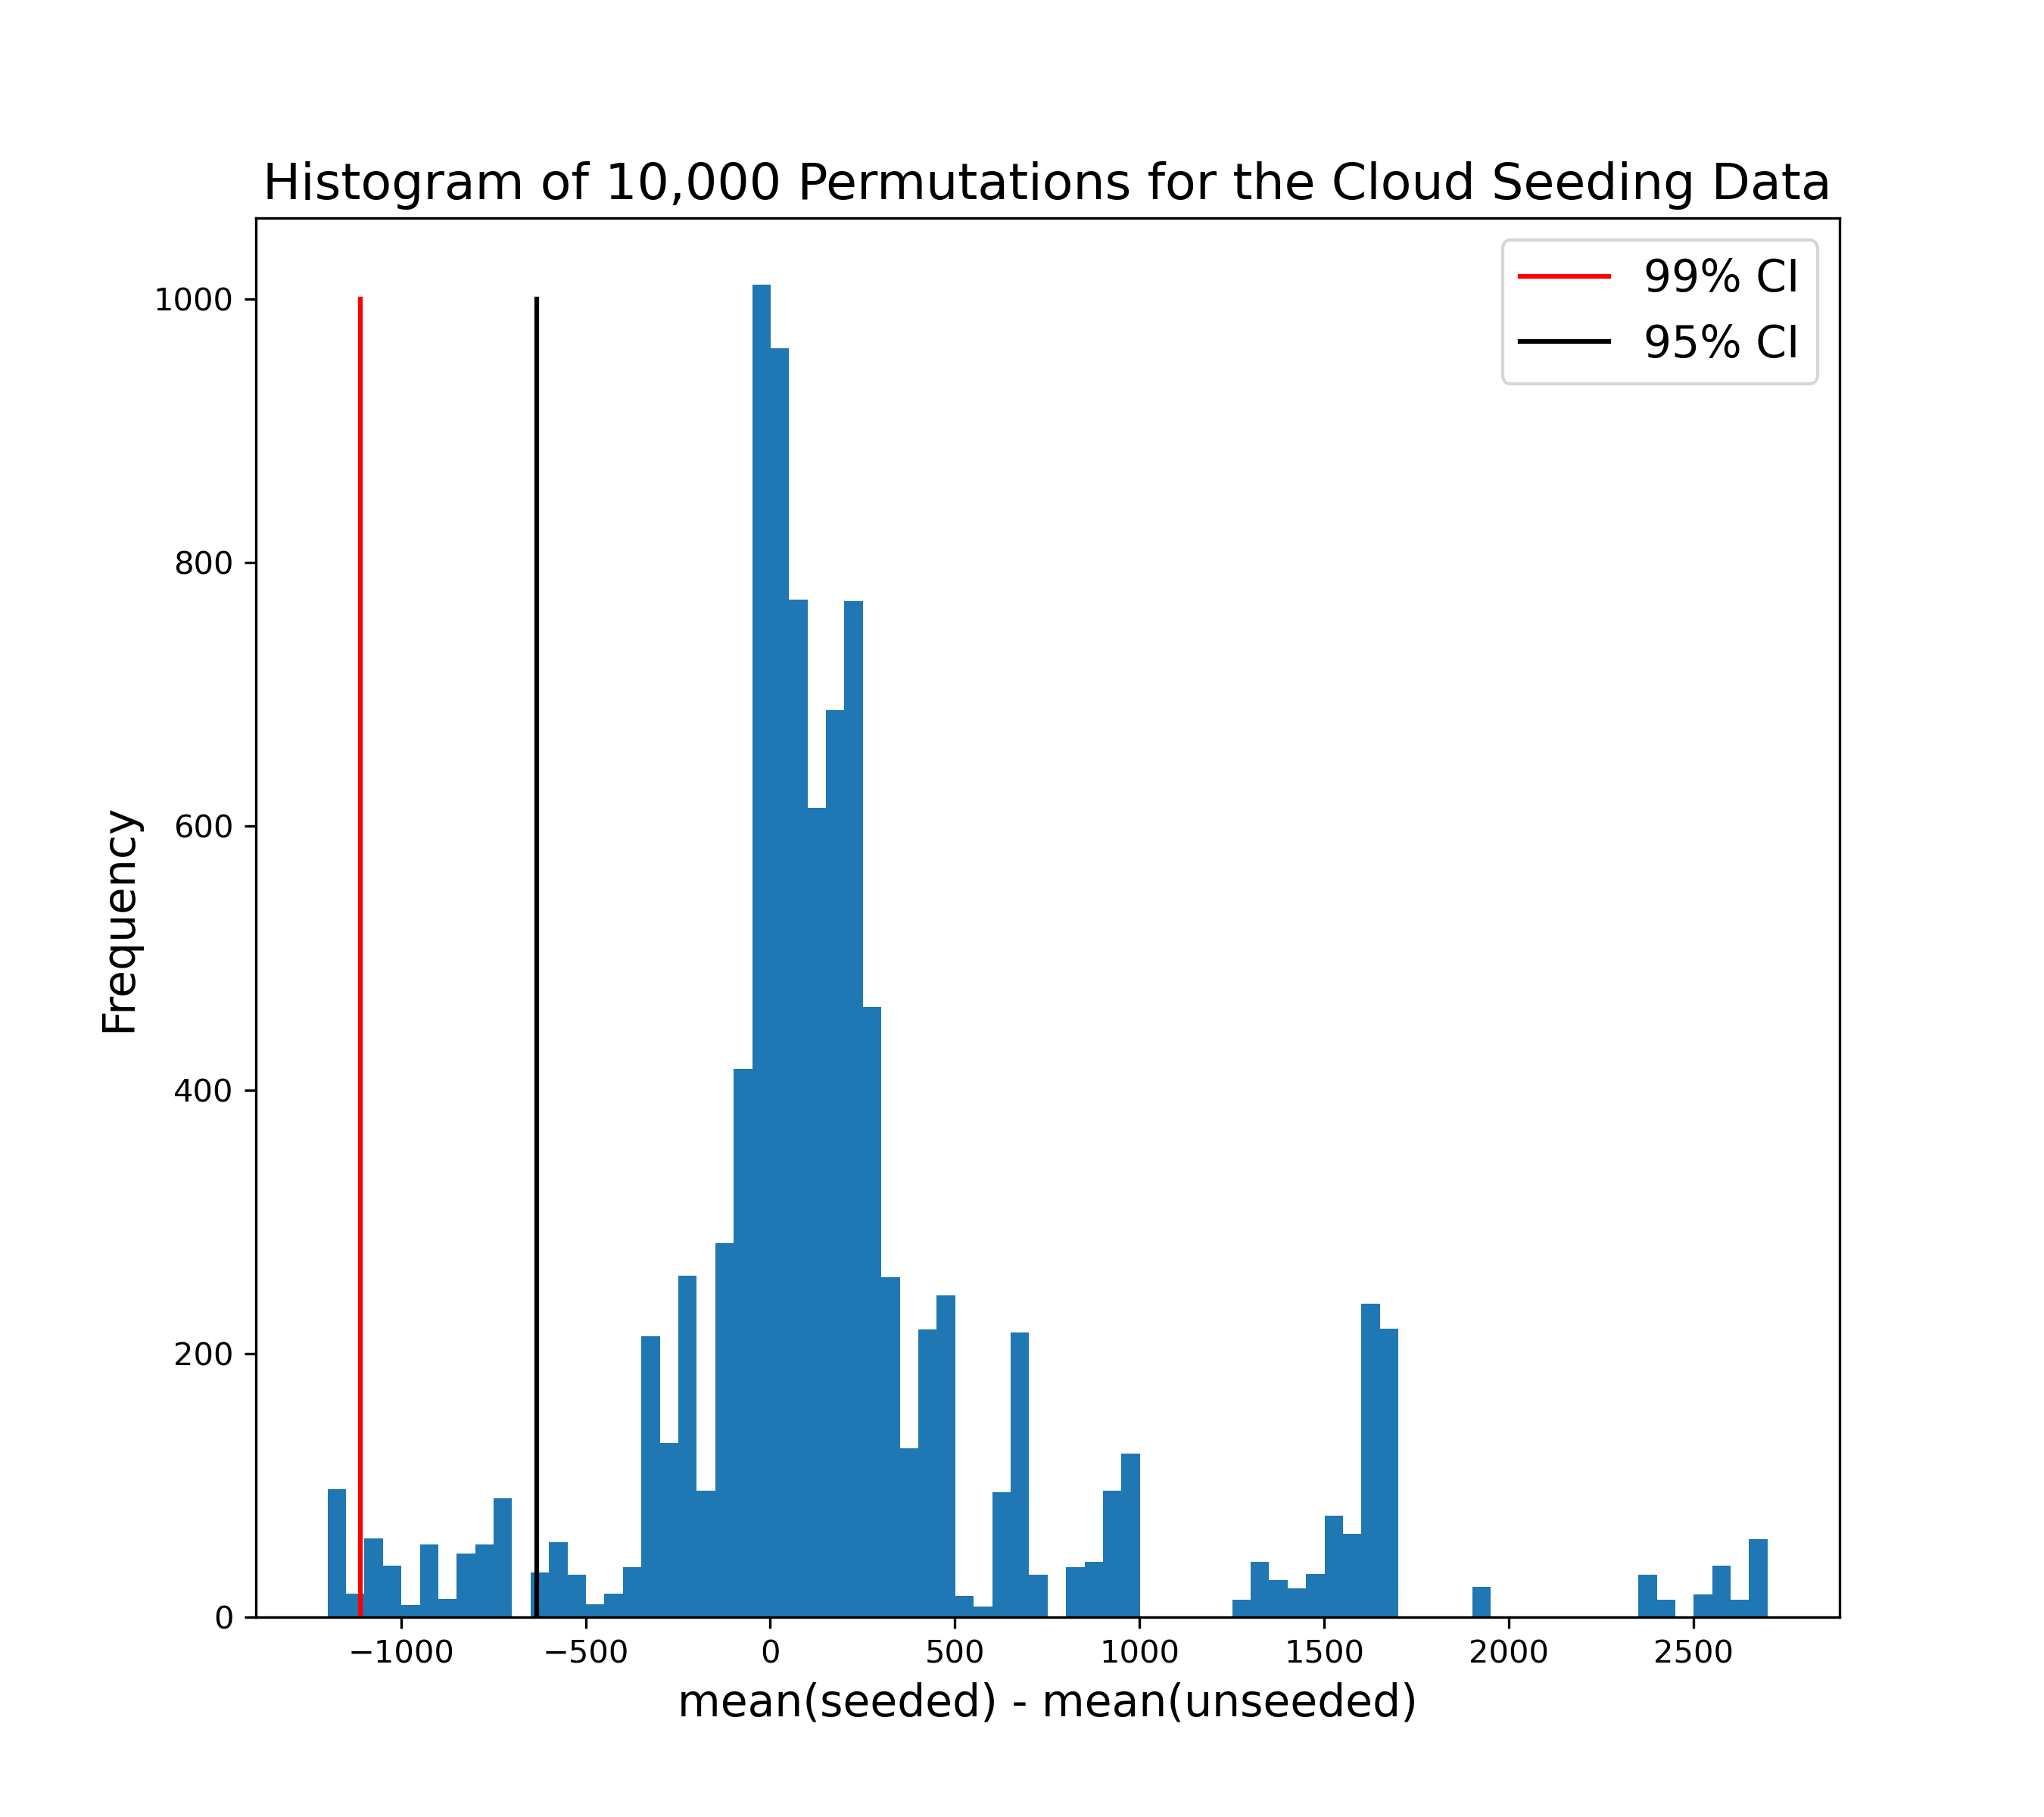 Histogram of 10,000 Permutations for the Cloud Seeding Data
99% CI
95% CI
1000
800
600
400
200
0
Frequency
−1000 −500 0 500 1000 1500 2000 2500
mean(seeded) - mean(unseeded)